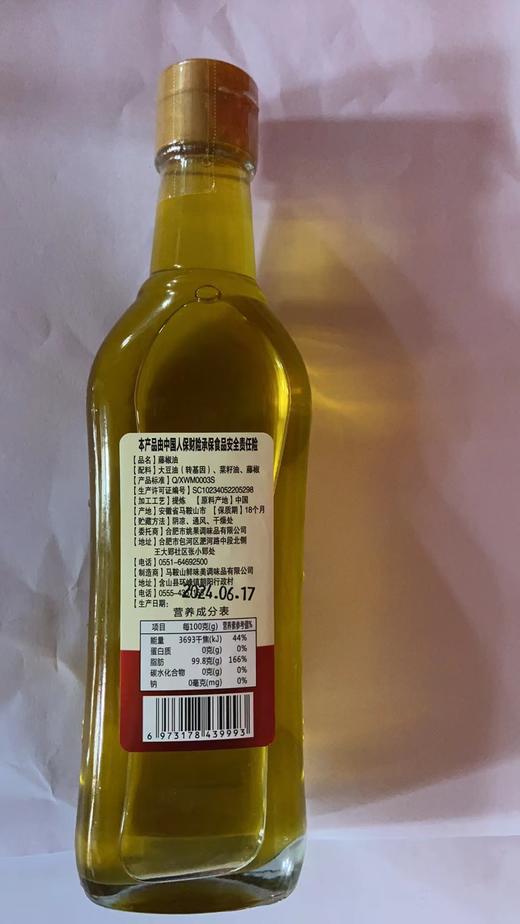 本产品由中国人保财险承保食品安全责任险
【品名】藤椒油
【配料】大豆油（转基因）、菜籽油、藤椒
【产品标准】Q/XWM0003S
【生产许可证编号】SC10234052205298
【加工工艺】提炼 【原料产地】中国
【产地】安徽省马鞍山市 【保质期】18个月
【贮藏方法】阴凉、通风、干燥处
【委托商】合肥市姚果调味品有限公司
【地址】合肥市包河区淝河路中段北侧
王大郢社区张小郢处
【电话】0551-64692500
【制造商】马鞍山鲜味美调味品有限公司
【地址】含山县环峰镇朝阳行政村
【电话】0555-
2024.06.17
【生产日期】
营养成分表
项目 每100克(g) 营养素参考值%
能量 3693千焦(kJ) 44%
蛋白质 0克(g) 0%
脂肪 99.8克(g) 166%
碳水化合物 0克(g) 0%
钠 0毫克(mg) 0%
6 973178 439993